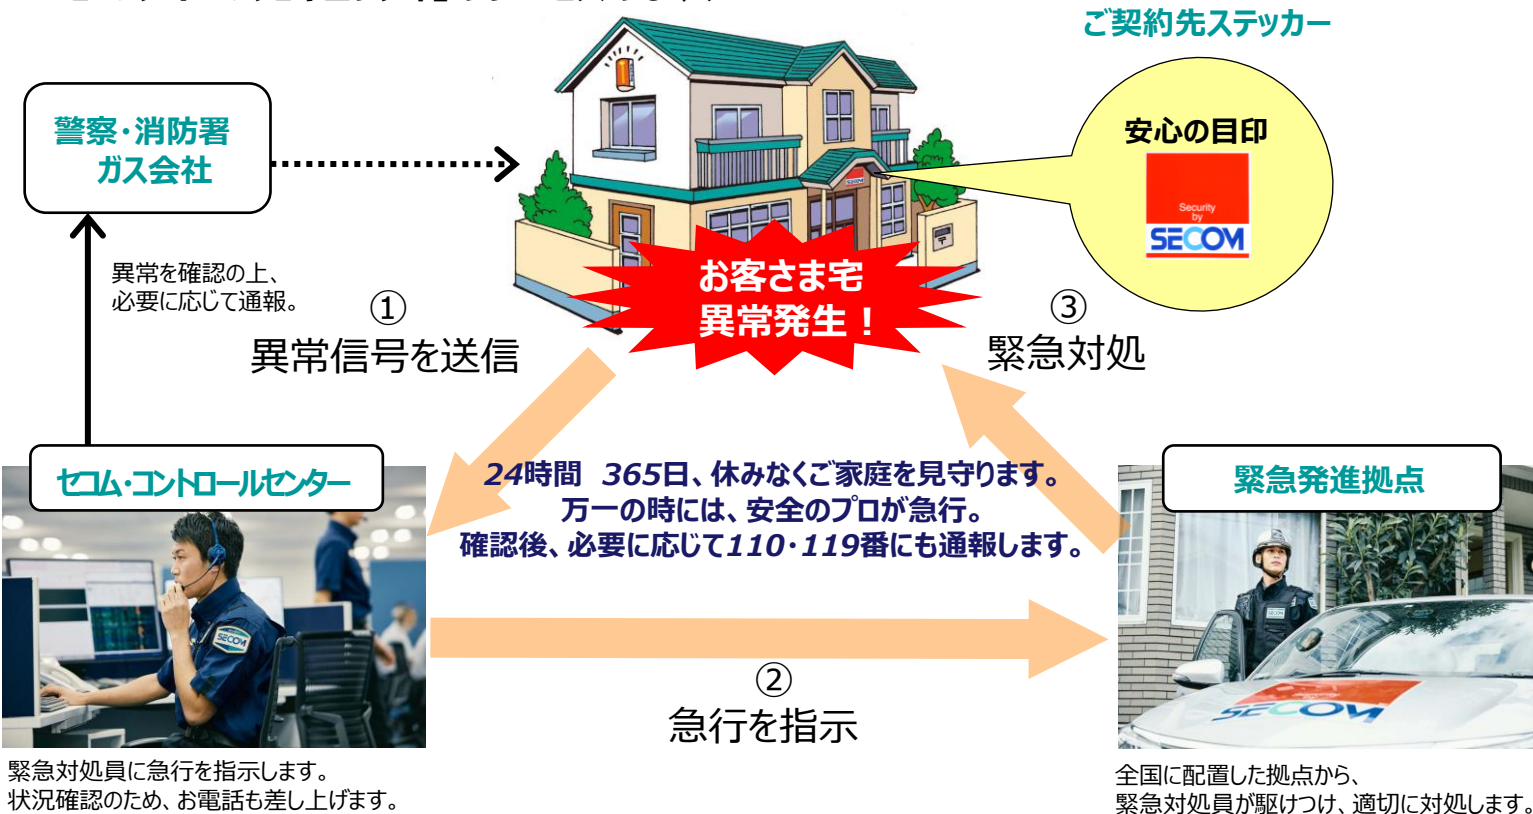 ご契約先ステッカー
警察・消防署
ガス会社
安心の目印
Security
by
SECOM
SECOM
お客さま宅
異常発生！
異常を確認の上、
必要に応じて通報。
①
異常信号を送信
③
緊急対処
セコム・コントロールセンター
24時間 365日、休みなくご家庭を見守ります。
万一の時には、安全のプロが急行。
確認後、必要に応じて110・119番にも通報します。
緊急発進拠点
SECOM
SECOM
SECOM
②
急行を指示
緊急対処員に急行を指示します。
状況確認のため、お電話も差し上げます。
全国に配置した拠点から、
緊急対処員が駆けつけ、適切に対処します。